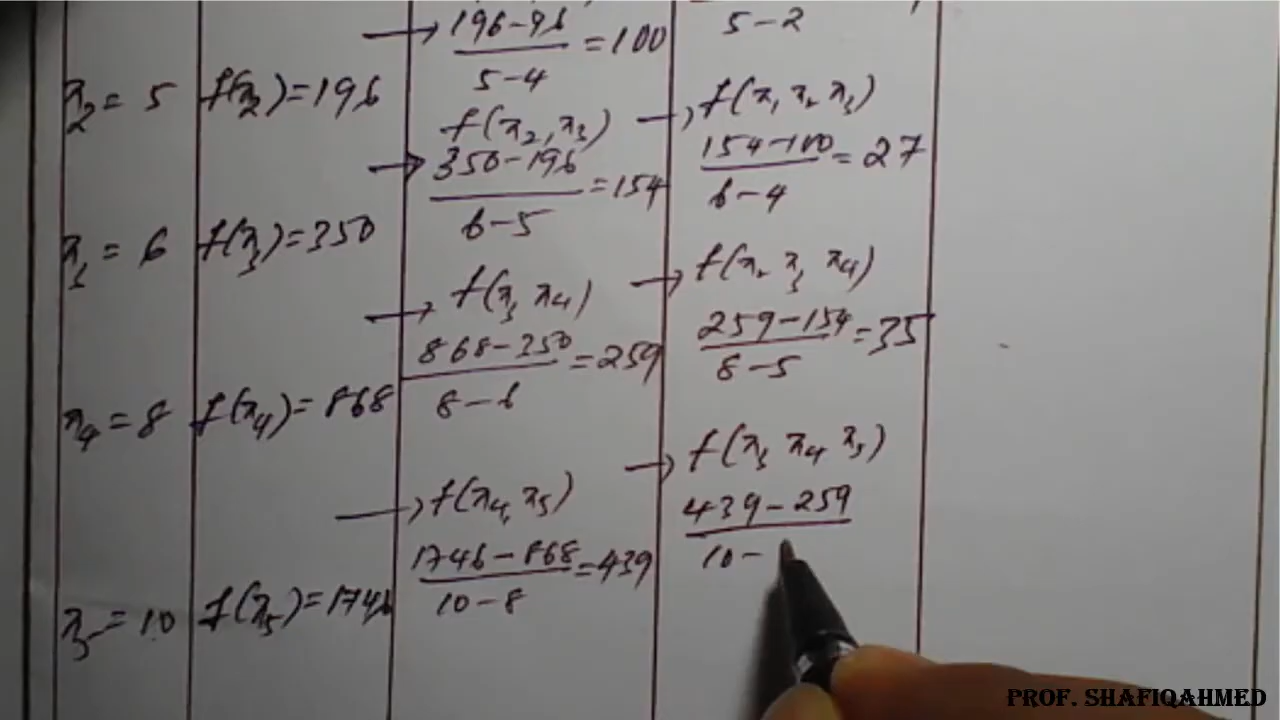 → 196-96 / 5-4 = 100
5-2
x₂ = 5 f(x₂) = 196
f(x₂, x₃) → f(x₁ x₂ x₃)
→ 350-196 / 6-5 = 154
154-100 / 6-4 = 27
x₃ = 6 f(x₃) = 350
→ f(x₃ x₄) → f(x₂ x₃ x₄)
868-350 / 8-6 = 259
259-154 / 8-5 = 35
x₄ = 8 f(x₄) = 868
→ f(x₄, x₅) → f(x₃ x₄ x₅)
1746-868 / 10-8 = 439
439-259 / 10-
x₅ = 10 f(x₅) = 1746
PROF. SHAFIQAHMED